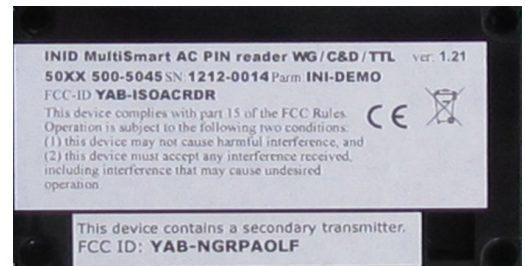 INID MultiSmart AC PIN reader WG/C&D/TTL ver: 1.21
50XX 500-5045 SN: 1212-0014 Parm: INI-DEMO
FCC-ID YAB-ISOACRDR
This device complies with part 15 of the FCC Rules.
Operation is subject to the following two conditions:
(1) this device may not cause harmful interference, and
(2) this device must accept any interference received,
including interference that may cause undesired
operation
CE
This device contains a secondary transmitter.
FCC ID: YAB-NGRPAOLF